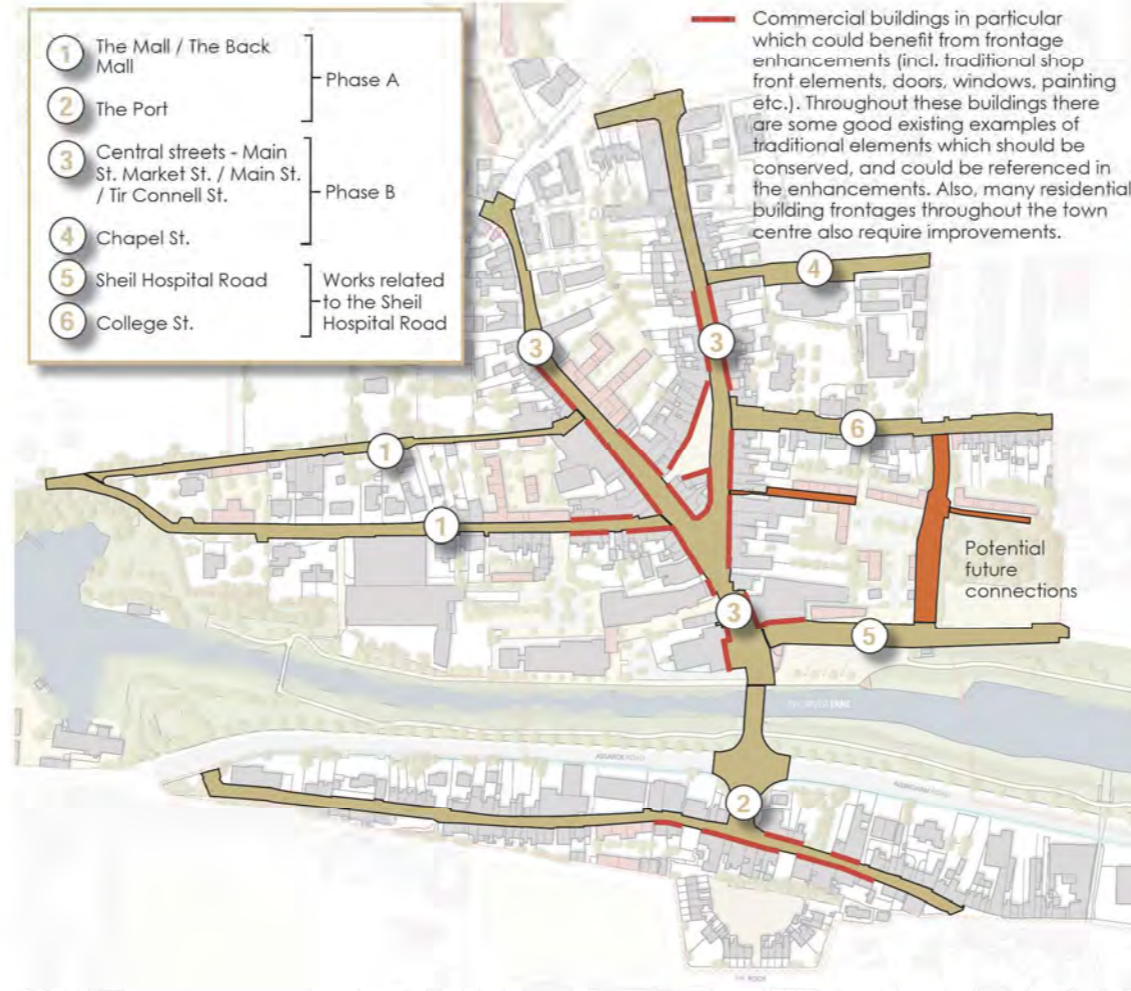 1 The Mall / The Back
Mall
2 The Port
Phase A
3 Central streets - Main
St. Market St. / Main St.
/ Tir Connell St.
4 Chapel St.
Phase B
5 Sheil Hospital Road
6 College St.
Works related
to the Sheil
Hospital Road
Commercial buildings in particular
which could benefit from frontage
enhancements (incl. traditional shop
front elements, doors, windows, painting
etc.). Throughout these buildings there
are some good existing examples of
traditional elements which should be
conserved, and could be referenced in
the enhancements. Also, many residential
building frontages throughout the town
centre also require improvements.
4
3
3
6
1
1
Potential
future
connections
3
5
2